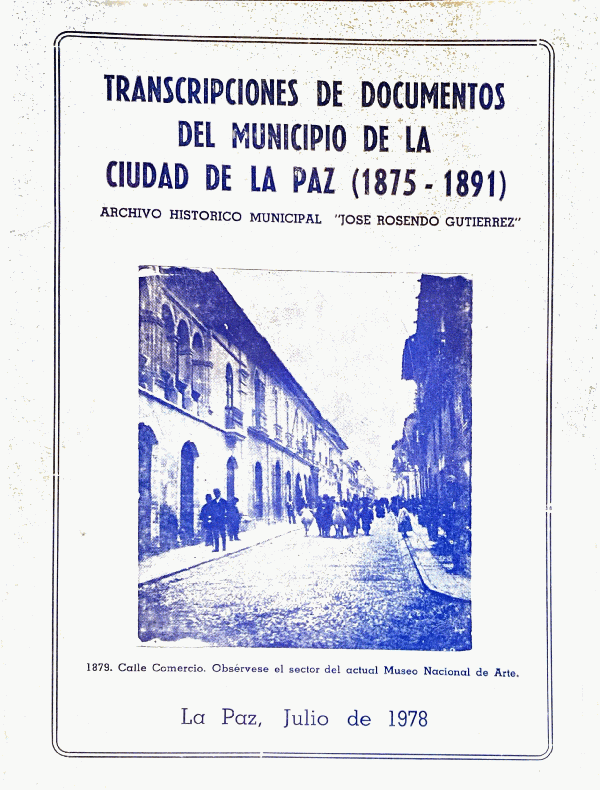 TRANSCRIPCIONES DE DOCUMENTOS
DEL MUNICIPIO DE LA
CIUDAD DE LA PAZ (1875 - 1891)
ARCHIVO HISTORICO MUNICIPAL "JOSE ROSENDO GUTIERREZ"
1879. Calle Comercio. Obsérvese el sector del actual Museo Nacional de Arte.
La Paz, Julio de 1978